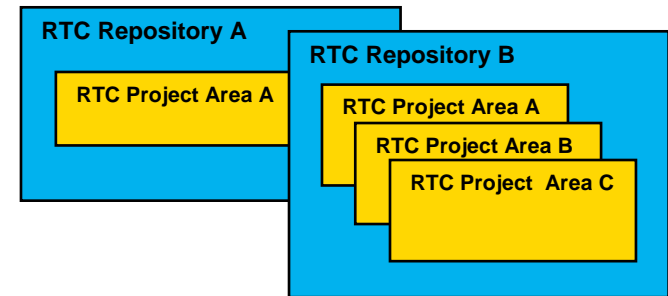 RTC Repository A
RTC Project Area A
RTC Repository B
RTC Project Area A
RTC Project Area B
RTC Project  Area C